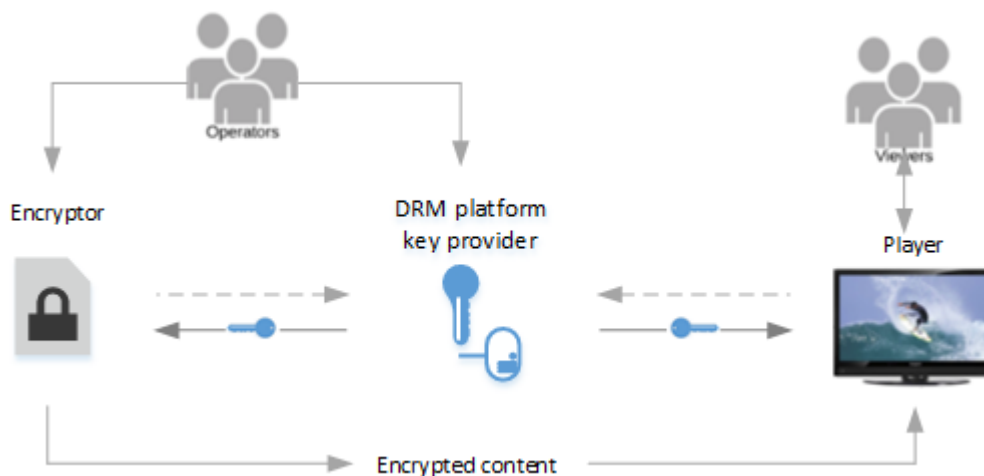 Operators
Viewers
Encryptor
DRM platform
key provider
Player
Encrypted content